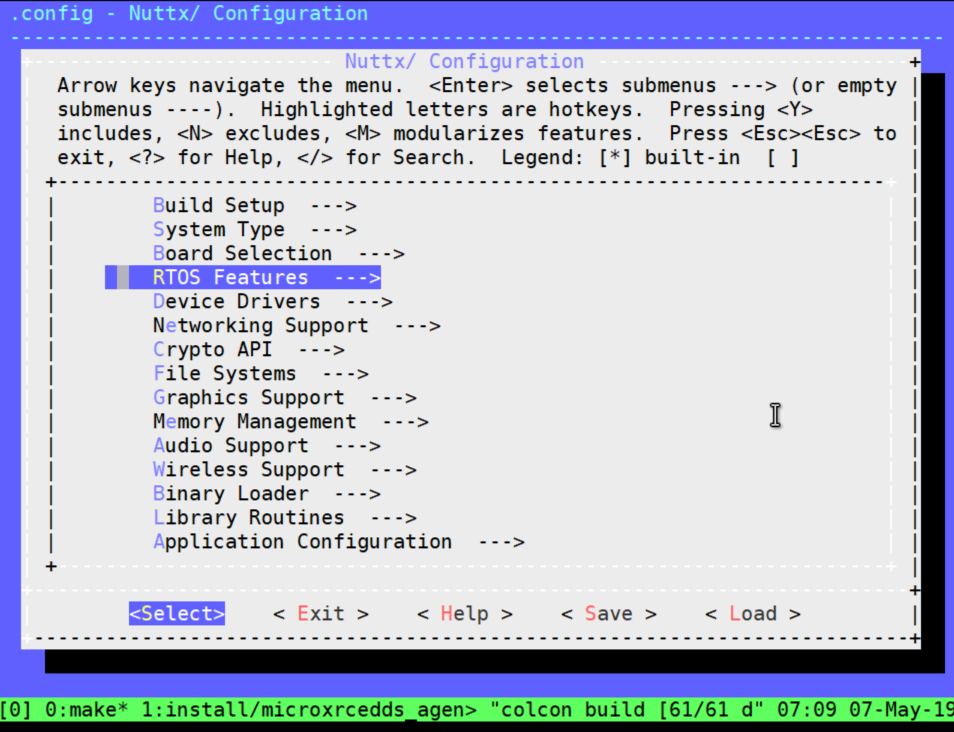 .config - Nuttx/ Configuration
Nuttx/ Configuration
Arrow keys navigate the menu.  <Enter> selects submenus ---> (or empty
submenus ----).  Highlighted letters are hotkeys.  Pressing <Y>
includes, <N> excludes, <M> modularizes features.  Press <Esc><Esc> to
exit, <?> for Help, </> for Search.  Legend: [*] built-in  [ ]
Build Setup  --->
System Type  --->
Board Selection  --->
RTOS Features  --->
Device Drivers  --->
Networking Support  --->
Crypto API  --->
File Systems  --->
Graphics Support  --->
Memory Management  --->
Audio Support  --->
Wireless Support  --->
Binary Loader  --->
Library Routines  --->
Application Configuration  --->
<Select>    < Exit >    < Help >    < Save >    < Load >
[0] 0:make* 1:install/microxrcedds_agen> "colcon build [61/61 d" 07:09 07-May-19